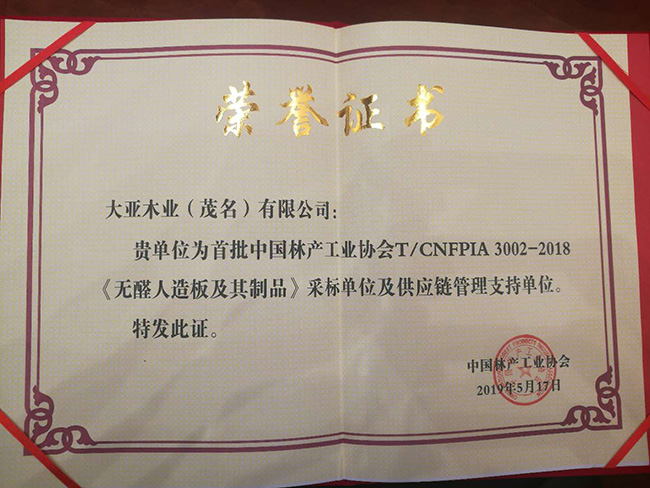 荣誉证书
大亚木业（茂名）有限公司：
贵单位为首批中国林产工业协会T/CNFPIA 3002-2018
《无醛人造板及其制品》采标单位及供应链管理支持单位。
特发此证。
中国林产工业协会
2019年5月17日